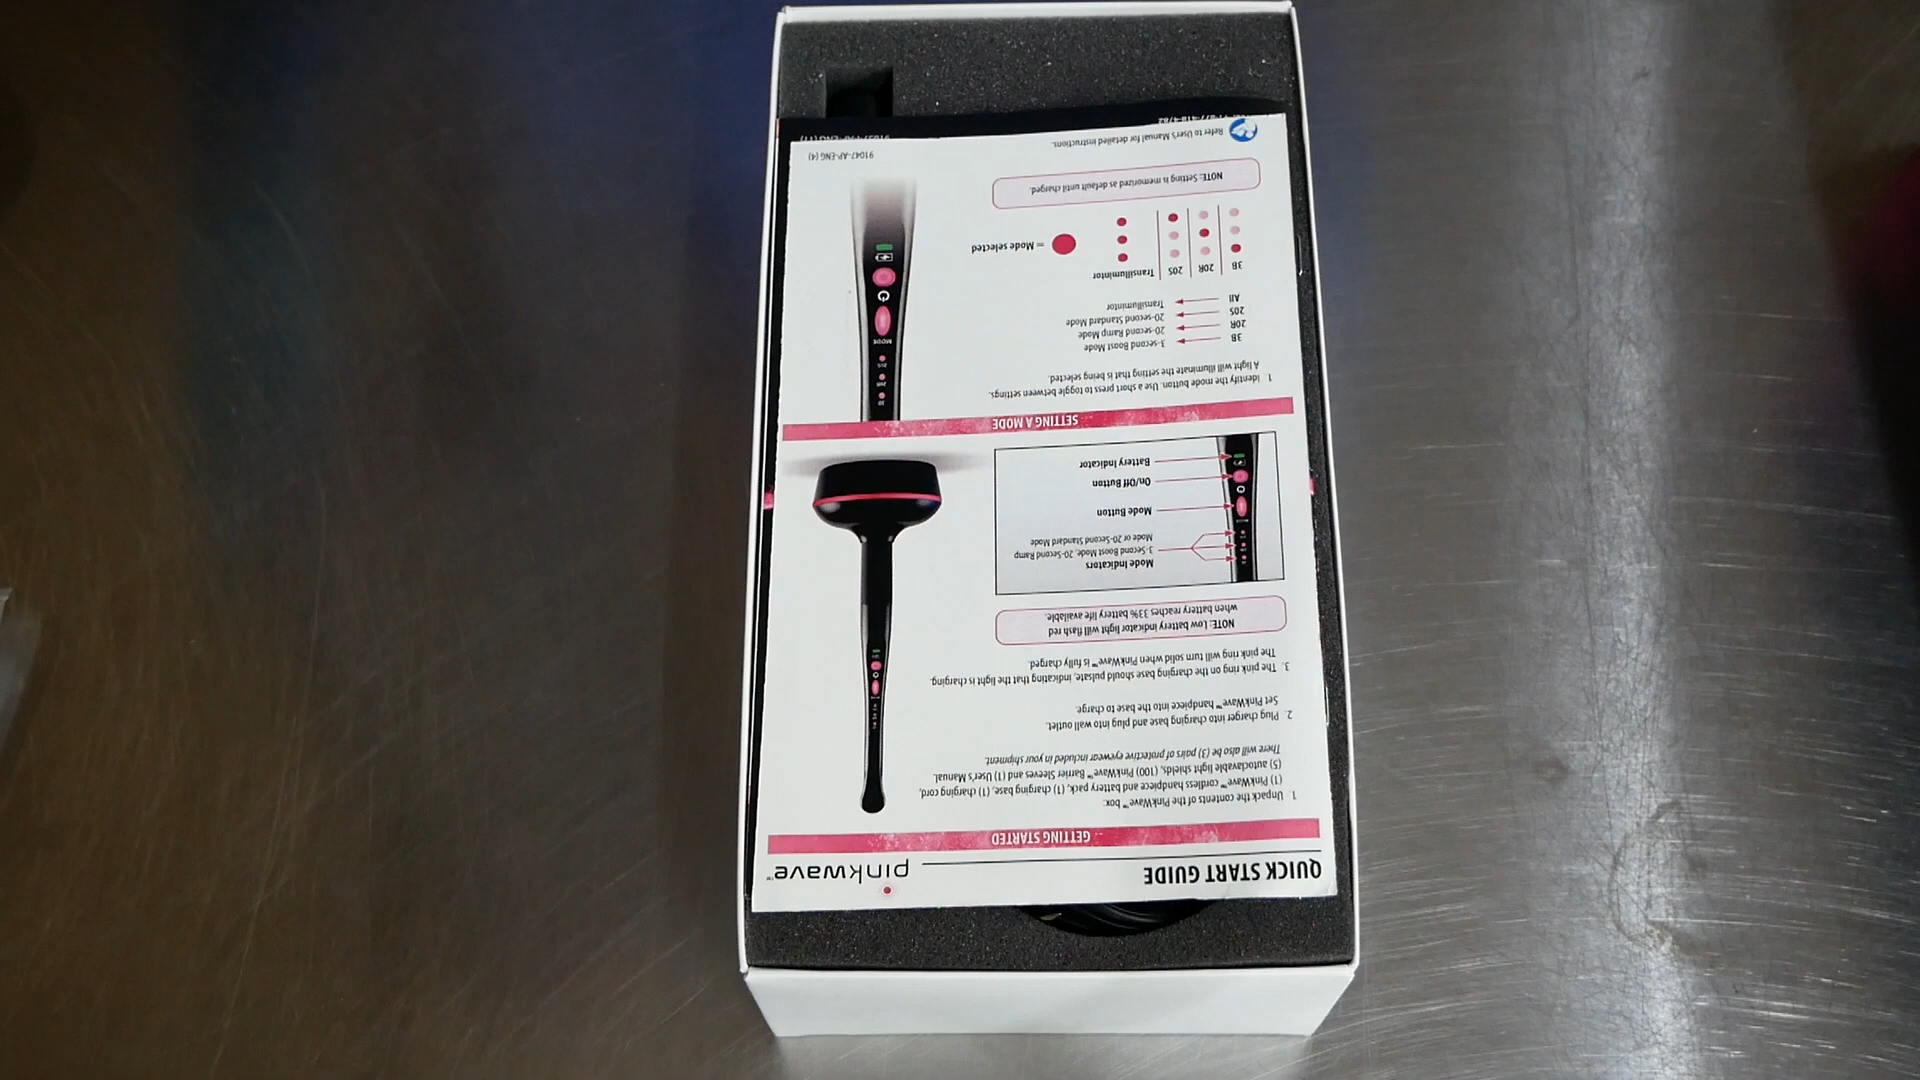 QUICK START GUIDE
pinkwave™
GETTING STARTED
1. Unpack the contents of the PinkWave™ box:
(1) PinkWave™ cordless handpiece and battery pack, (1) charging base, (1) charging cord,
(5) autoclavable light shields, (100) PinkWave™ Barrier Sleeves and (1) User's Manual.
There will also be (3) pairs of protective eyewear included in your shipment.
2. Plug charger into charging base and plug into wall outlet.
Set PinkWave™ handpiece into the base to charge.
3. The pink ring on the charging base should pulsate, indicating that the light is charging.
The pink ring will turn solid when PinkWave™ is fully charged.
NOTE: Low battery indicator light will flash red
when battery reaches 33% battery life available.
Mode Indicators
3-Second Boost Mode, 20-Second Ramp
Mode or 20-Second Standard Mode
Mode Button
On/Off Button
Battery Indicator
SETTING A MODE
1. Identify the mode button. Use a short press to toggle between settings.
A light will illuminate the setting that is being selected.
3B 3-second Boost Mode
20R 20-second Ramp Mode
20S 20-second Standard Mode
All Transillumintor
3B 20R 20S Transillumintor
= Mode selected
NOTE: Setting is memorized as default until charged.
Refer to User's Manual for detailed instructions.
91047-AP-ENG (4)
3B
20R
20S
MODE